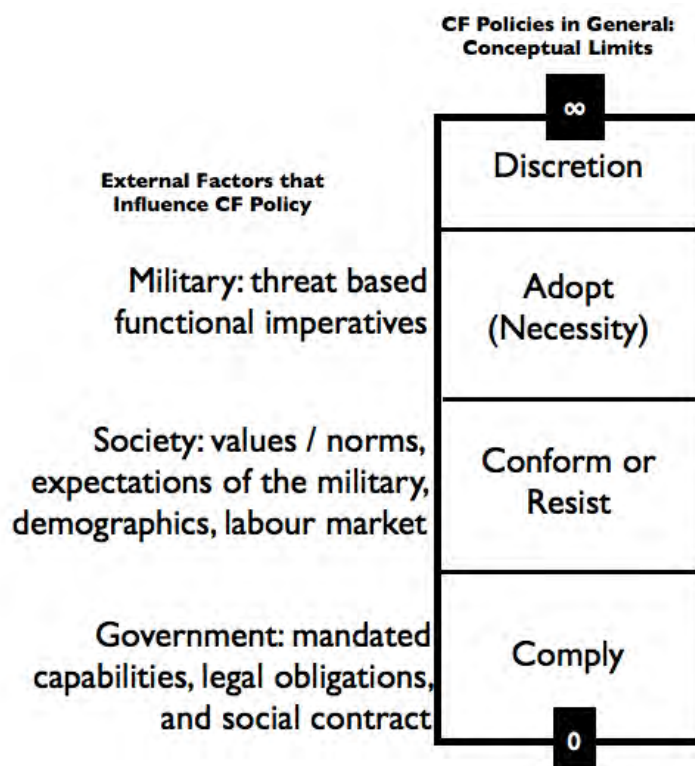 CF Policies in General:
Conceptual Limits
∞
Discretion
External Factors that
Influence CF Policy
Military: threat based
functional imperatives
Adopt
(Necessity)
Society: values / norms,
expectations of the military,
demographics, labour market
Conform or
Resist
Government: mandated
capabilities, legal obligations,
and social contract
Comply
0